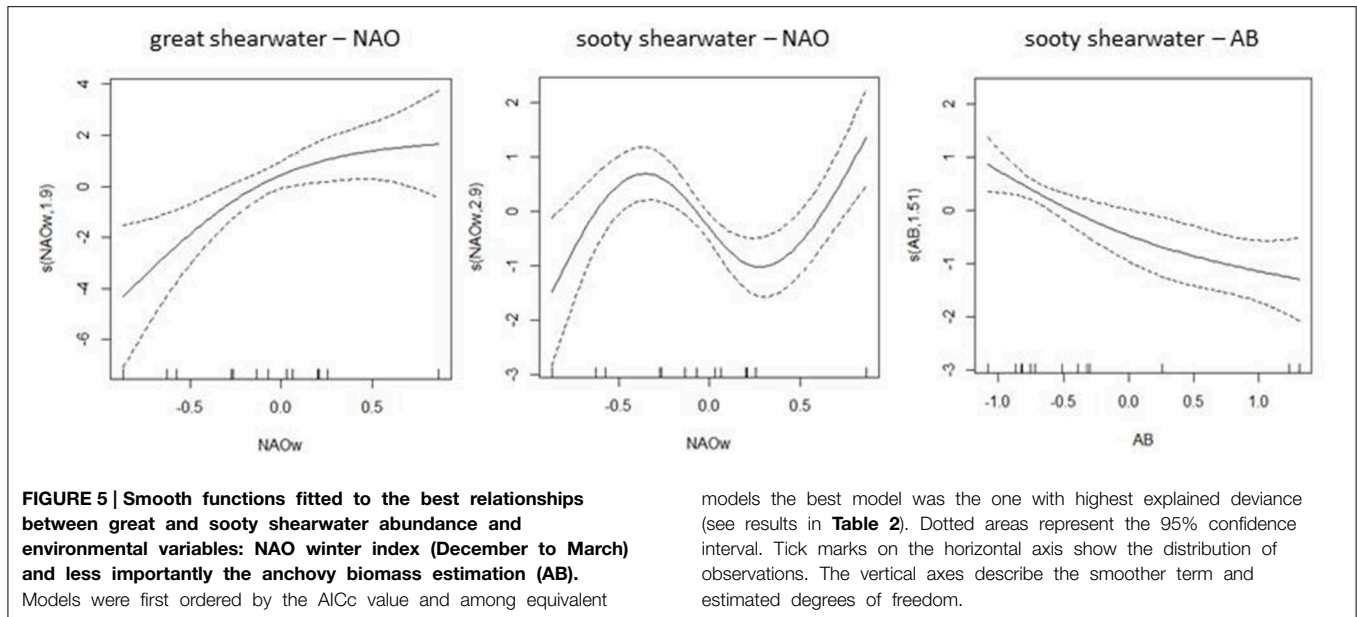 great shearwater – NAO
sooty shearwater – NAO
sooty shearwater – AB
s(NAOw,1.9)
4
2
0
-2
-4
-6
-0.5
0.0
0.5
NAOw
s(NAOw,2.9)
2
1
0
-1
-2
-3
-0.5
0.0
0.5
NAOw
s(AB,1.51)
2
1
0
-1
-2
-3
-1.0
-0.5
0.0
0.5
1.0
AB
FIGURE 5 | Smooth functions fitted to the best relationships
between great and sooty shearwater abundance and
environmental variables: NAO winter index (December to March)
and less importantly the anchovy biomass estimation (AB).
Models were first ordered by the AICc value and among equivalent
models the best model was the one with highest explained deviance
(see results in Table 2). Dotted areas represent the 95% confidence
interval. Tick marks on the horizontal axis show the distribution of
observations. The vertical axes describe the smoother term and
estimated degrees of freedom.